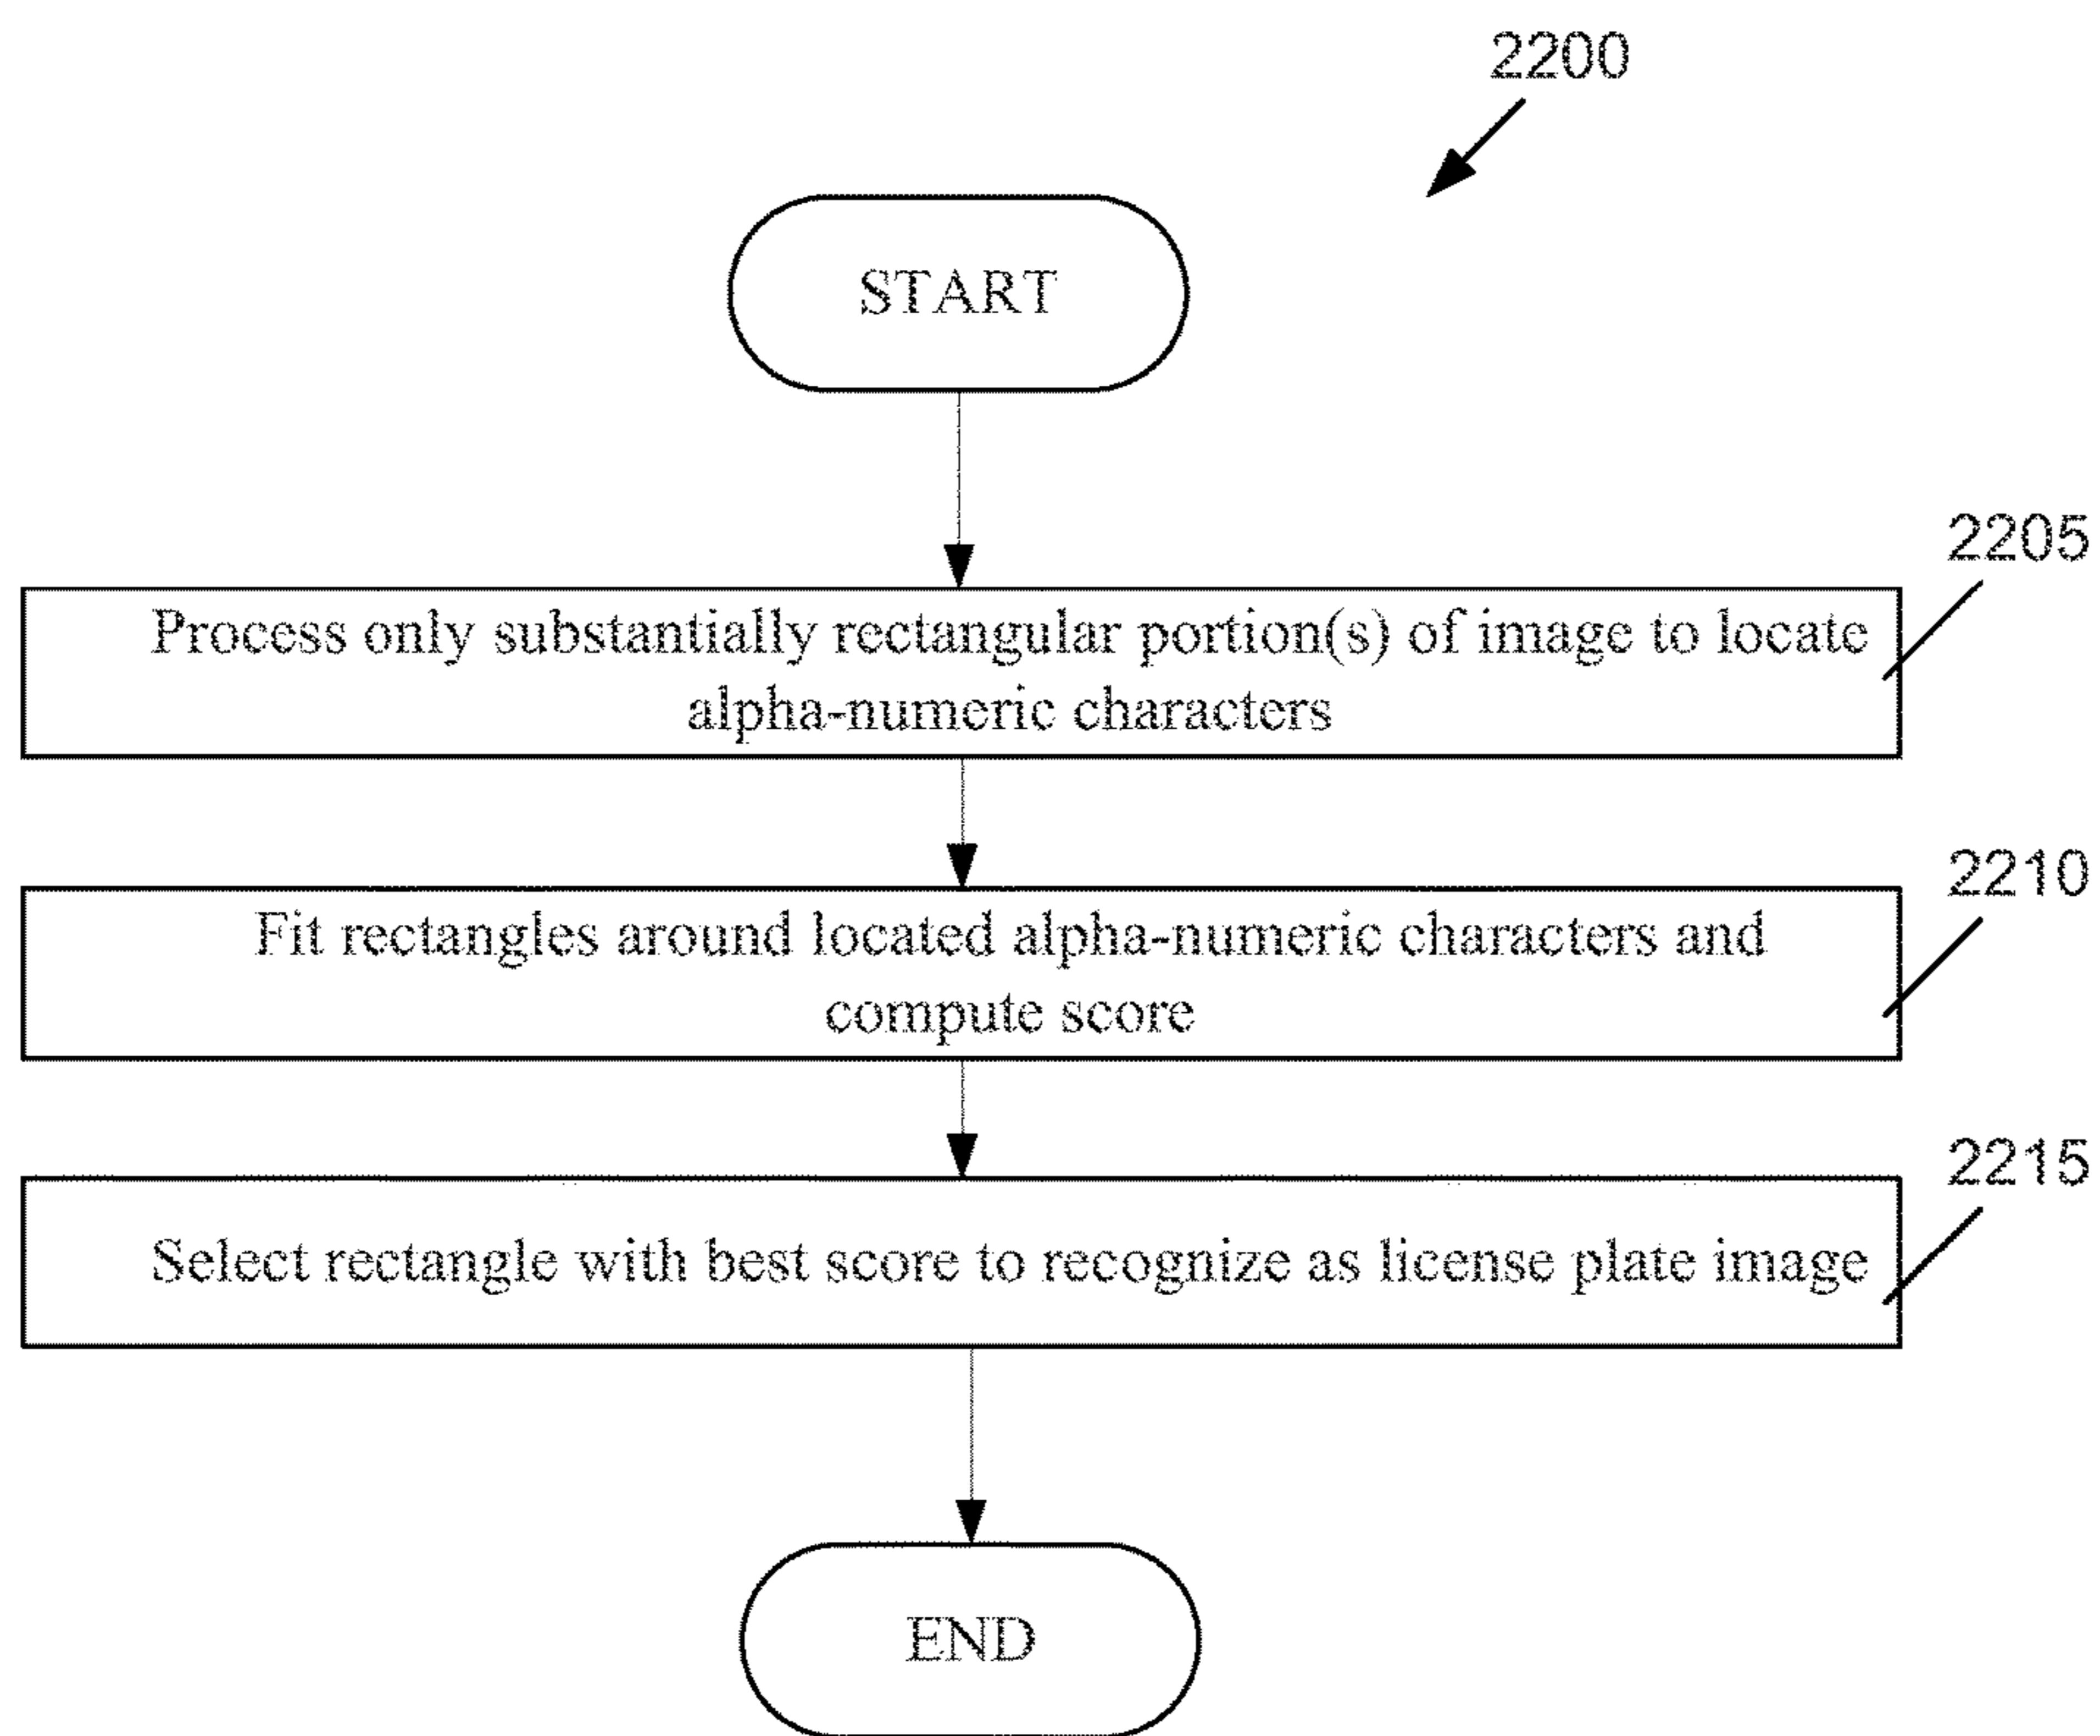 2200
START
2205
Process only substantially rectangular portion(s) of image to locate
alpha-numeric characters
2210
Fit rectangles around located alpha-numeric characters and
compute score
2215
Select rectangle with best score to recognize as license plate image
END